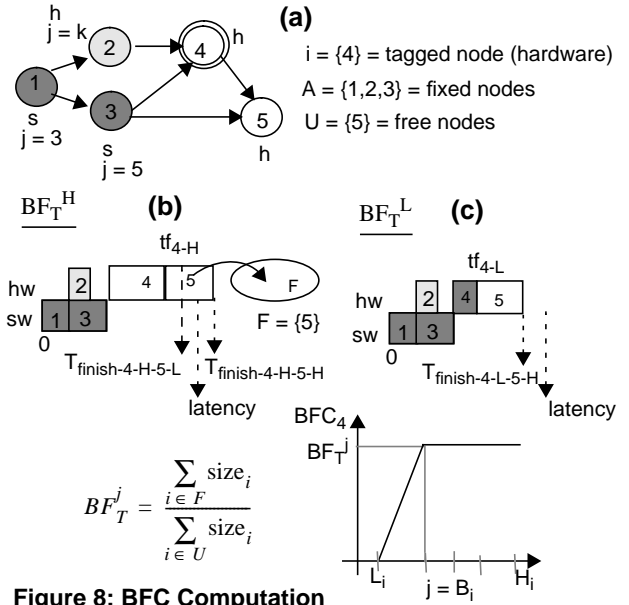 (a)
h
j = k
2
4
h
1
s
j = 3
3
s
j = 5
5
h
i = {4} = tagged node (hardware)
A = {1,2,3} = fixed nodes
U = {5} = free nodes
BF_T^H
(b)
tf_4-H
hw
sw
2
4
5
F
1
3
0
F = {5}
T_finish-4-H-5-L
T_finish-4-H-5-H
latency
BF_T^L
(c)
tf_4-L
hw
sw
2
4
5
1
3
0
T_finish-4-L-5-H
latency
BFC_4
BF_T^j
L_i
j = B_i
H_i
BF_T^j = ∑_{i ∈ F} size_i / ∑_{i ∈ U} size_i
Figure 8: BFC Computation